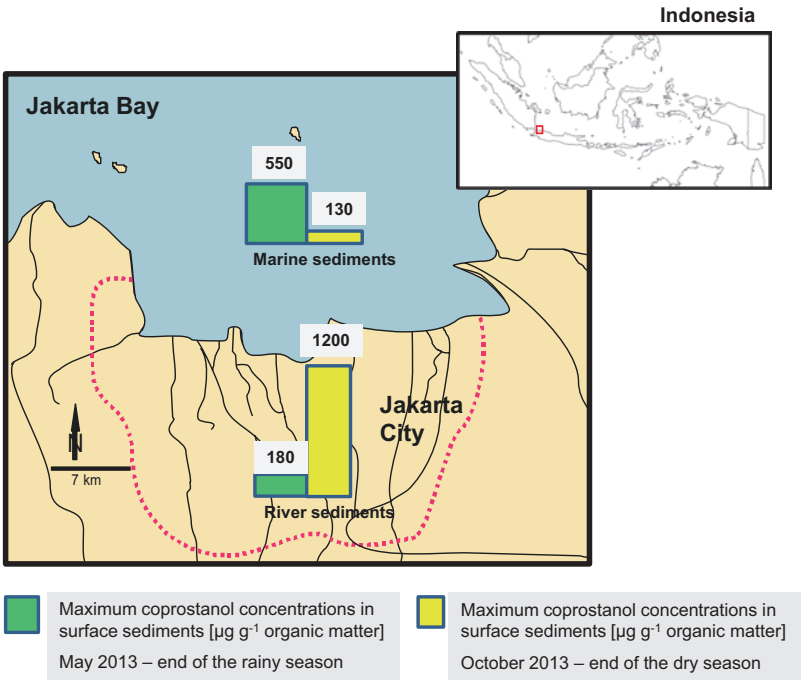 Indonesia
Jakarta Bay
550
130
Marine sediments
1200
Jakarta
City
N
7 km
180
River sediments
Maximum coprostanol concentrations in
surface sediments [µg g⁻¹ organic matter]
May 2013 – end of the rainy season
Maximum coprostanol concentrations in
surface sediments [µg g⁻¹ organic matter]
October 2013 – end of the dry season